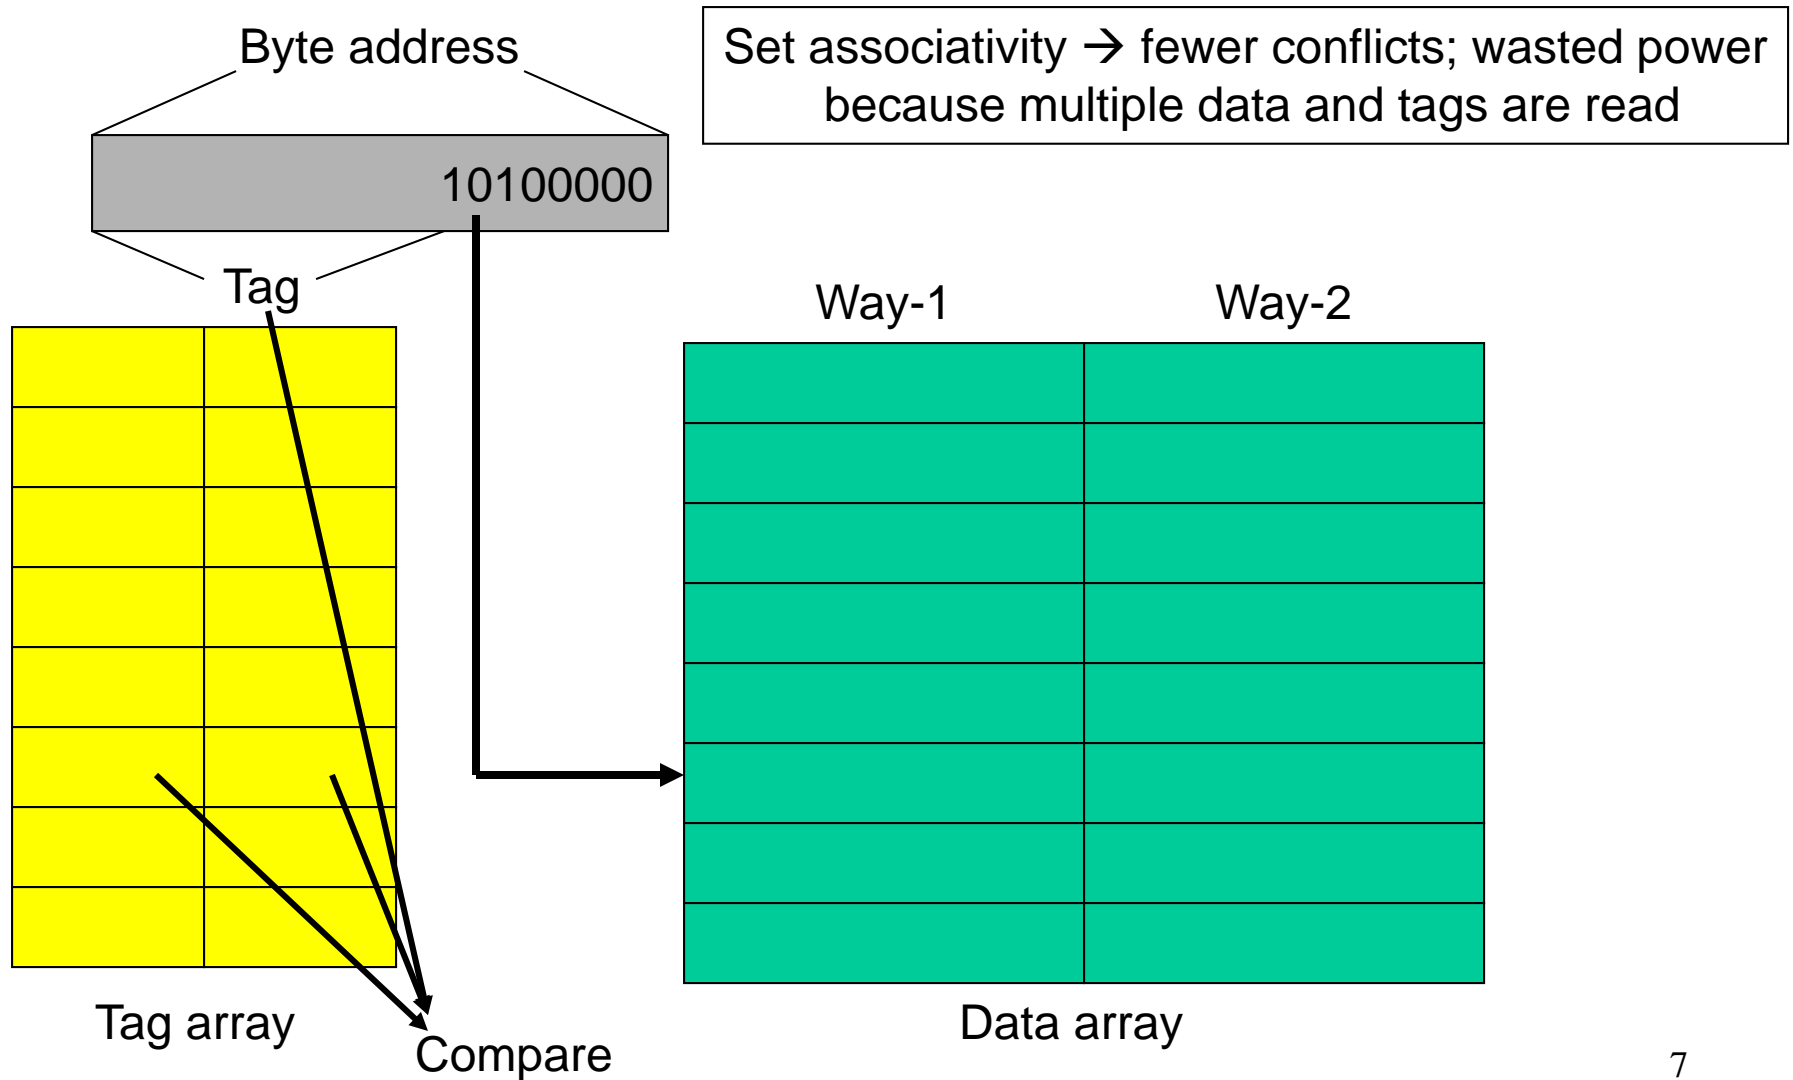 Byte address
Set associativity → fewer conflicts; wasted power
because multiple data and tags are read
10100000
Tag
Way-1
Way-2
Tag array
Compare
Data array
7